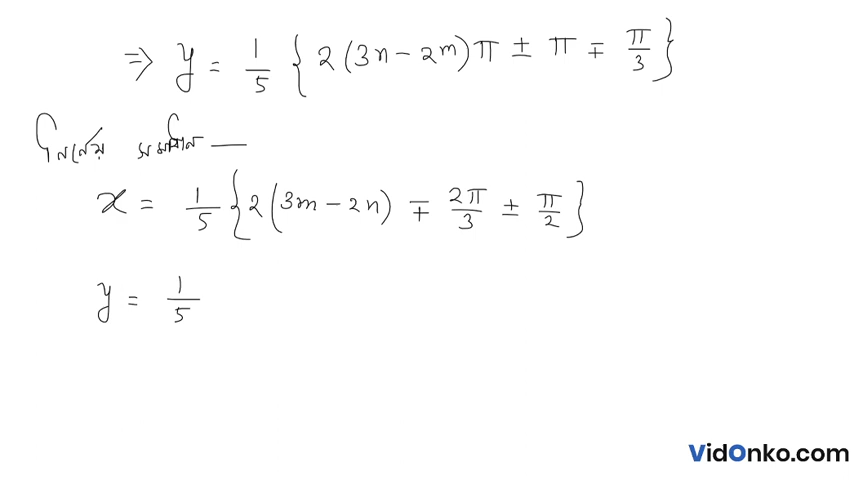 ⇒ y = 1/5 { 2 (3n - 2m) π ± π ∓ π/3 }
নির্ণেয় সমাধান —
x = 1/5 { 2 (3m - 2n) ∓ 2π/3 ± π/2 }
y = 1/5
VidOnko.com